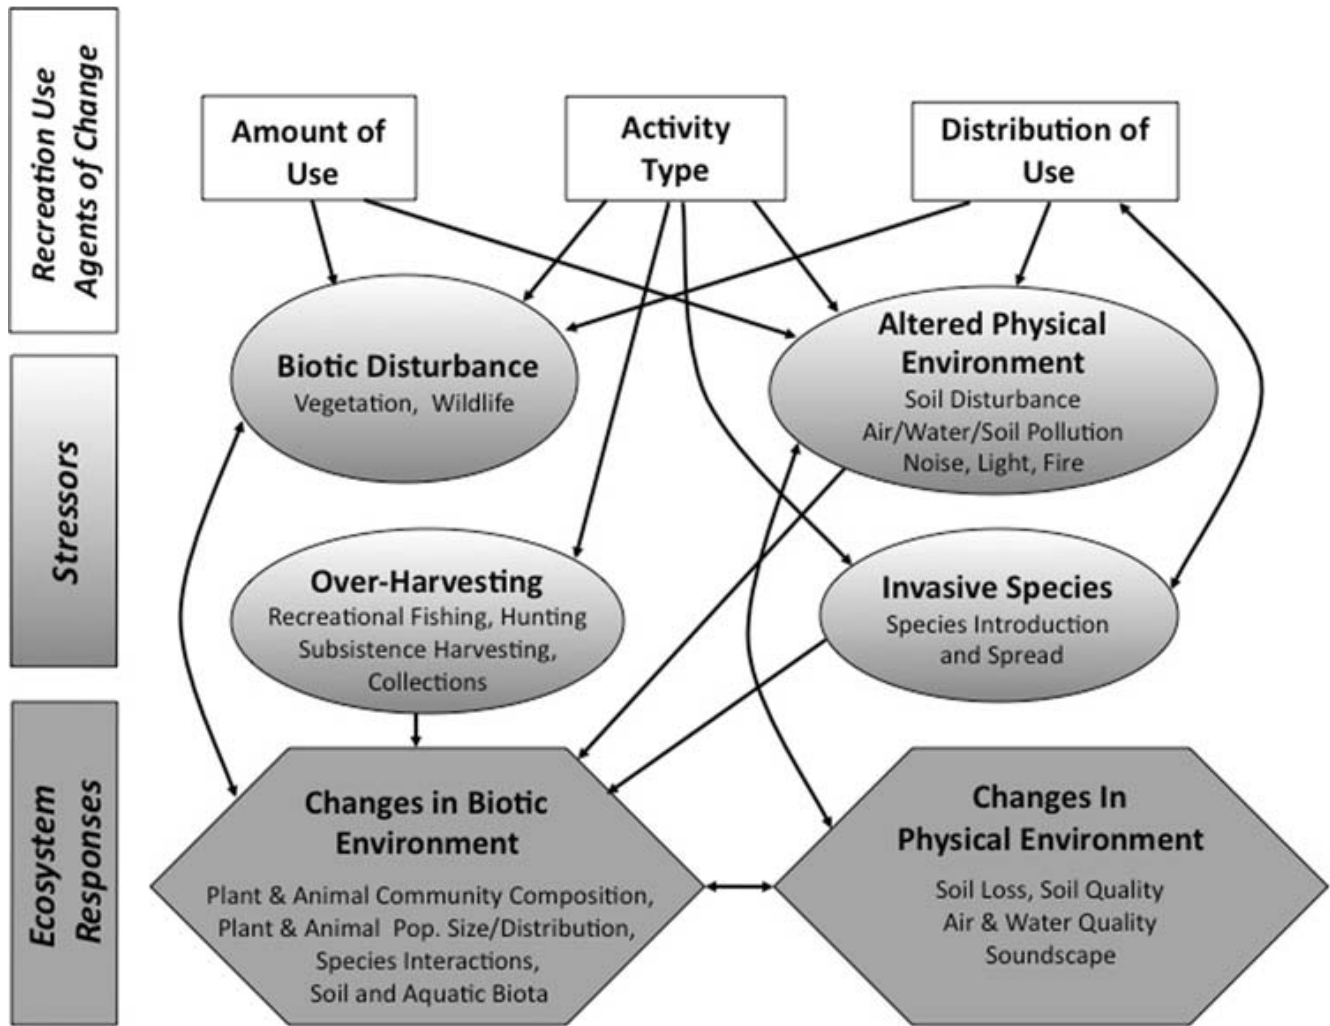 Recreation Use
Agents of Change
Amount of
Use
Activity
Type
Distribution of
Use
Stressors
Biotic Disturbance
Vegetation, Wildlife
Altered Physical
Environment
Soil Disturbance
Air/Water/Soil Pollution
Noise, Light, Fire
Over-Harvesting
Recreational Fishing, Hunting
Subsistence Harvesting,
Collections
Invasive Species
Species Introduction
and Spread
Ecosystem
Responses
Changes in Biotic
Environment
Plant & Animal Community Composition,
Plant & Animal Pop. Size/Distribution,
Species Interactions,
Soil and Aquatic Biota
Changes In
Physical Environment
Soil Loss, Soil Quality
Air & Water Quality
Soundscape